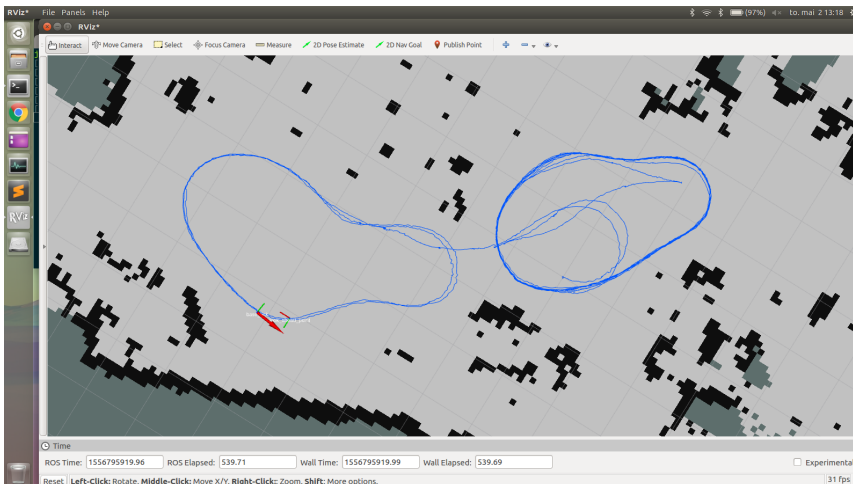 RViz* File Panels Help (97%) to. mai 2 13:18
RViz*
Interact Move Camera Select Focus Camera Measure 2D Pose Estimate 2D Nav Goal Publish Point
RViz
Time
ROS Time: 1556795919.96 ROS Elapsed: 539.71 Wall Time: 1556795919.99 Wall Elapsed: 539.69 Experimental
Reset Left-Click: Rotate. Middle-Click: Move X/Y. Right-Click:: Zoom. Shift: More options. 31 fps